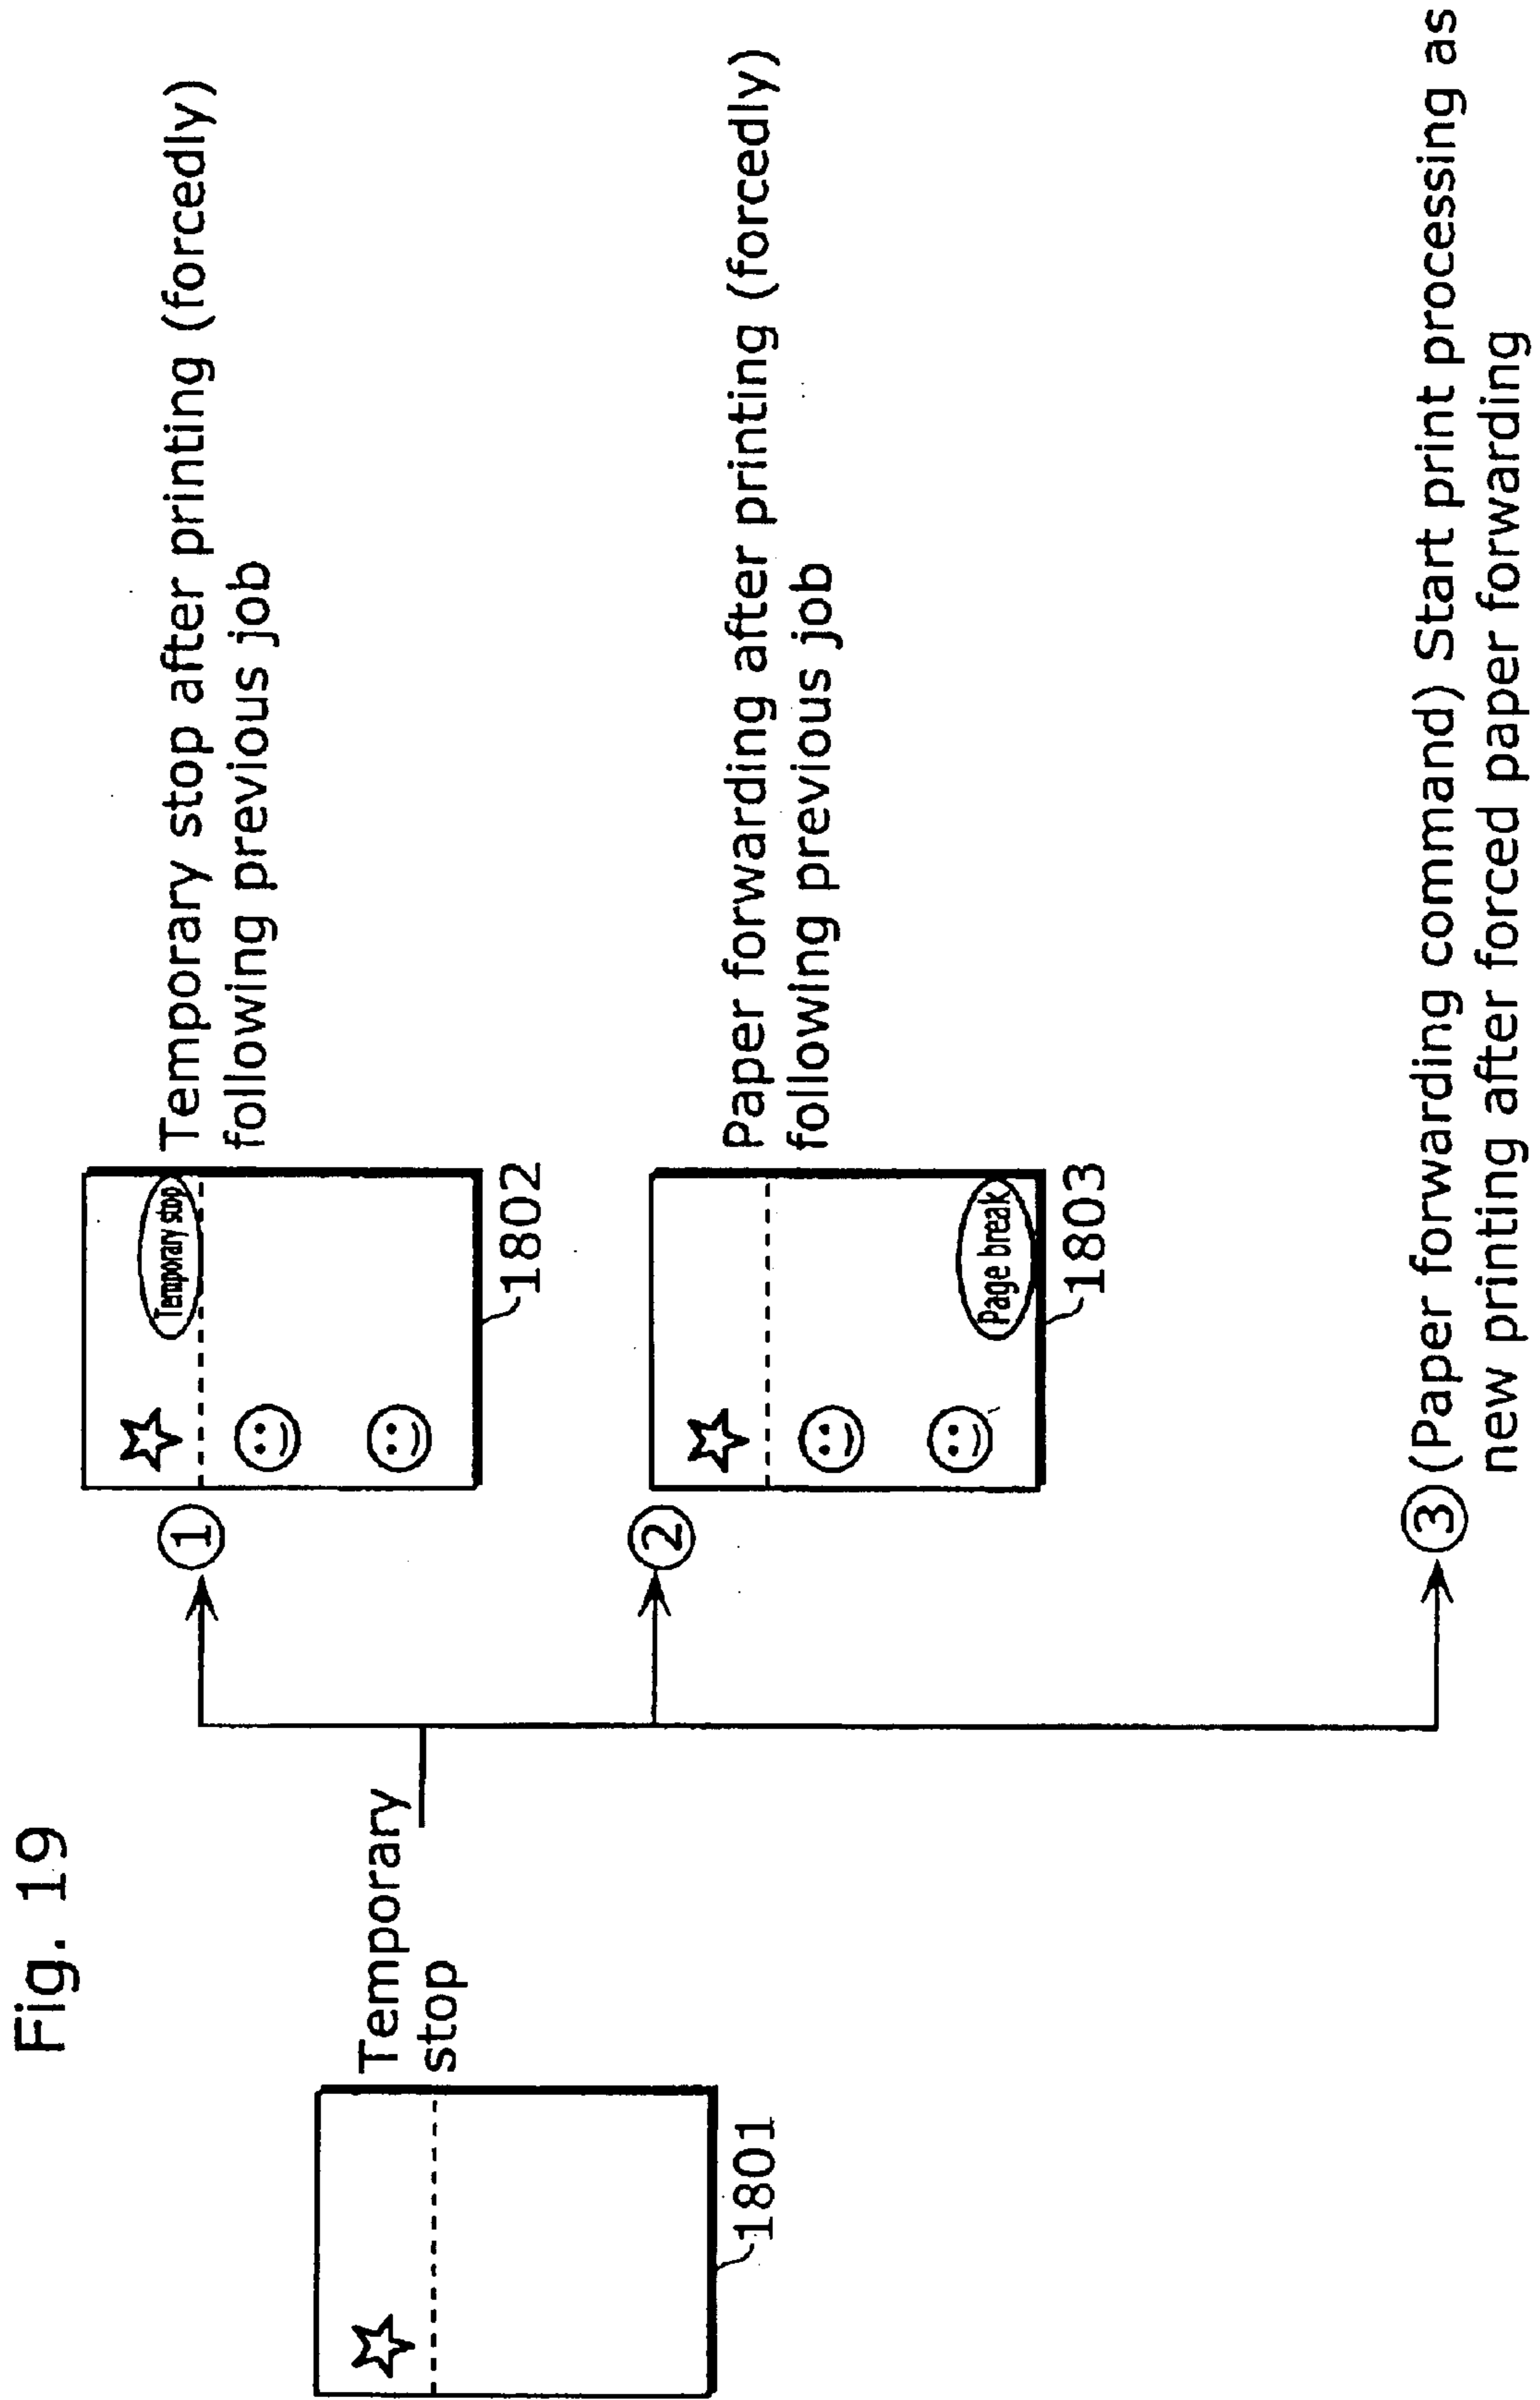 Fig. 19
Temporary
stop
1801
①
Temporary stop
1802
Temporary stop after printing (forcedly)
following previous job
②
Page break
1803
Paper forwarding after printing (forcedly)
following previous job
③ (Paper forwarding command) Start print processing as
new printing after forced paper forwarding